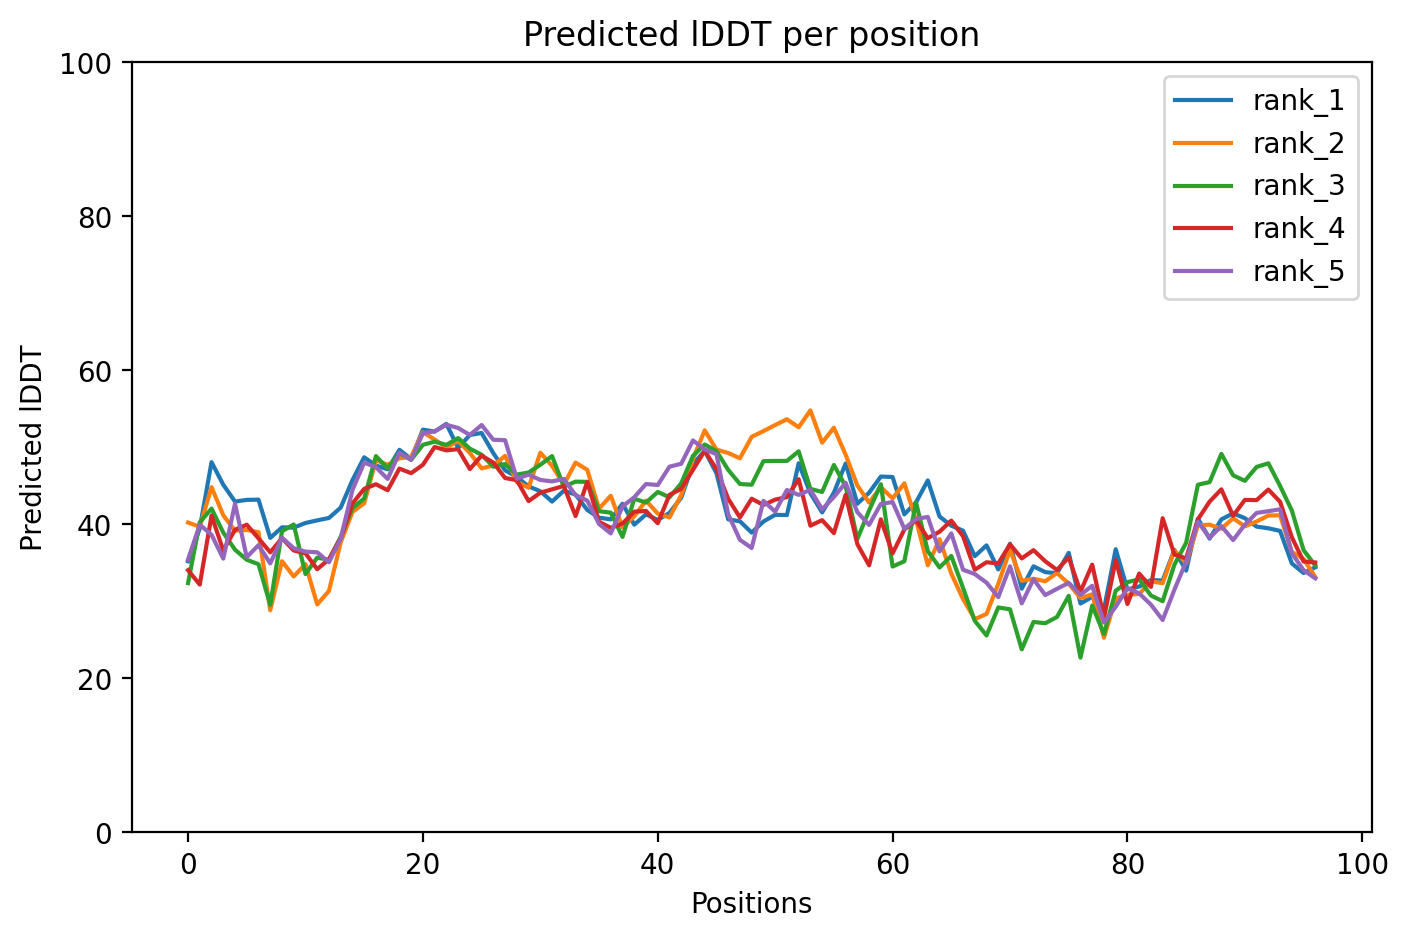 Predicted lDDT per position
100
80
60
40
20
0
Predicted lDDT
0 20 40 60 80 100
Positions
rank_1
rank_2
rank_3
rank_4
rank_5